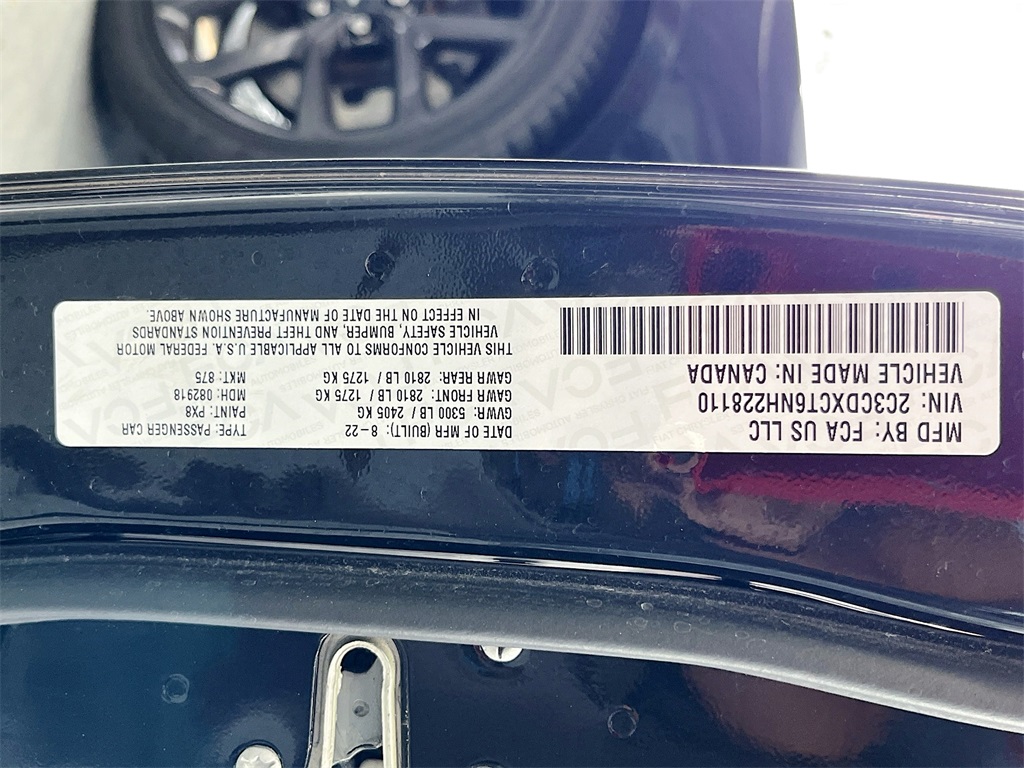 MFD BY: FCA US LLC
VIN: 2C3CDXCT6NH228110
VEHICLE MADE IN: CANADA
DATE OF MFR (BUILT): 8-22
GVWR: 5300 LB / 2405 KG
GAWR FRONT: 2810 LB / 1275 KG
GAWR REAR: 2810 LB / 1275 KG
TYPE: PASSENGER CAR
PAINT: PX8
MDH: 082918
MKT: 875
THIS VEHICLE CONFORMS TO ALL APPLICABLE U.S.A. FEDERAL MOTOR
VEHICLE SAFETY, BUMPER, AND THEFT PREVENTION STANDARDS
IN EFFECT ON THE DATE OF MANUFACTURE SHOWN ABOVE.